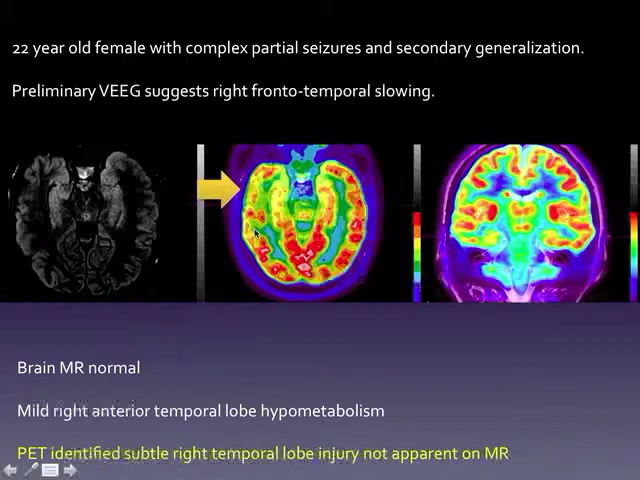 22 year old female with complex partial seizures and secondary generalization.
Preliminary VEEG suggests right fronto-temporal slowing.
Brain MR normal
Mild right anterior temporal lobe hypometabolism
PET identified subtle right temporal lobe injury not apparent on MR